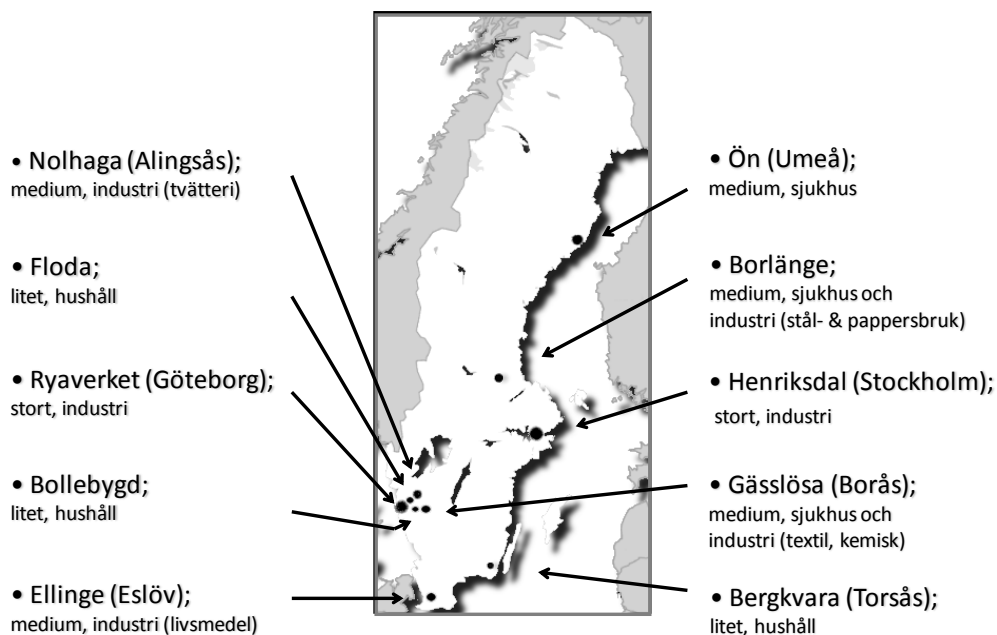 • Nolhaga (Alingsås);
medium, industri (tvätteri)
• Floda;
litet, hushåll
• Ryaverket (Göteborg);
stort, industri
• Bollebygd;
litet, hushåll
• Ellinge (Eslöv);
medium, industri (livsmedel)
• Ön (Umeå);
medium, sjukhus
• Borlänge;
medium, sjukhus och
industri (stål- & pappersbruk)
• Henriksdal (Stockholm);
stort, industri
• Gässlösa (Borås);
medium, sjukhus och
industri (textil, kemisk)
• Bergkvara (Torsås);
litet, hushåll